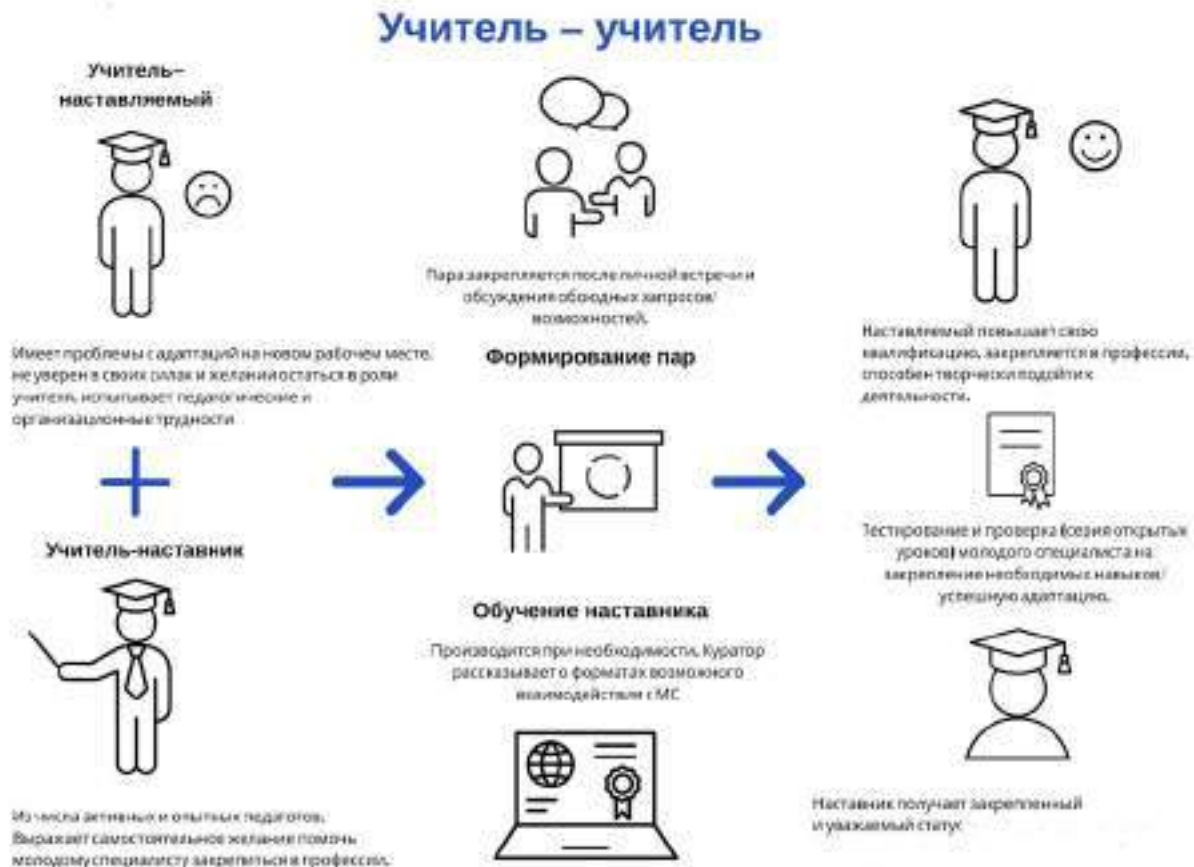 Учитель – учитель
Учитель–
наставляемый
Имеет проблемы с адаптацией на новом рабочем месте,
не уверен в своих силах и желании остаться в роли
учителя, испытывает педагогические и
организационные трудности
Учитель-наставник
Из числа активных и опытных педагогов.
Выражает самостоятельное желание помочь
молодому специалисту закрепиться в профессии.
Пара закрепляется после личной встречи и
обсуждения обоюдных запросов/
возможностей.
Формирование пар
Обучение наставника
Производится при необходимости. Куратор
рассказывает о форматах возможного
взаимодействия с МС
Наставляемый повышает свою
квалификацию, закрепляется в профессии,
способен творчески подойти к
деятельности.
Тестирование и проверка (серия открытых
уроков) молодого специалиста на
закрепление необходимых навыков/
успешную адаптацию.
Наставник получает закрепленный
и уважаемый статус